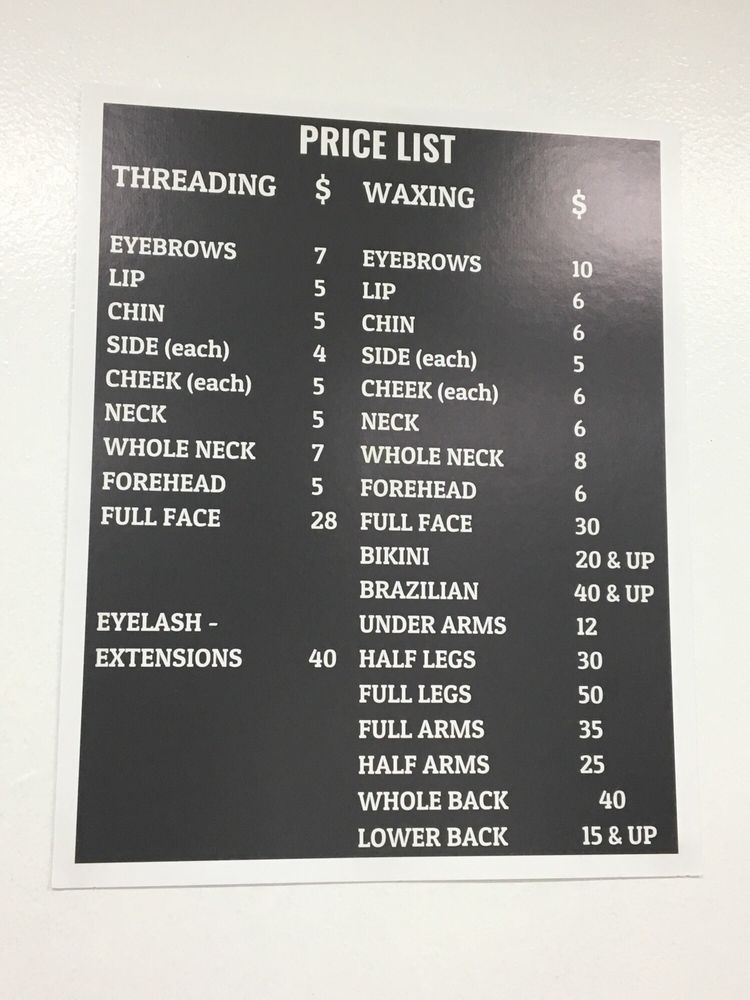 PRICE LIST
THREADING $ WAXING $
EYEBROWS 7 EYEBROWS 10
LIP 5 LIP 6
CHIN 5 CHIN 6
SIDE (each) 4 SIDE (each) 5
CHEEK (each) 5 CHEEK (each) 6
NECK 5 NECK 6
WHOLE NECK 7 WHOLE NECK 8
FOREHEAD 5 FOREHEAD 6
FULL FACE 28 FULL FACE 30
BIKINI 20 & UP
BRAZILIAN 40 & UP
EYELASH - UNDER ARMS 12
EXTENSIONS 40 HALF LEGS 30
FULL LEGS 50
FULL ARMS 35
HALF ARMS 25
WHOLE BACK 40
LOWER BACK 15 & UP